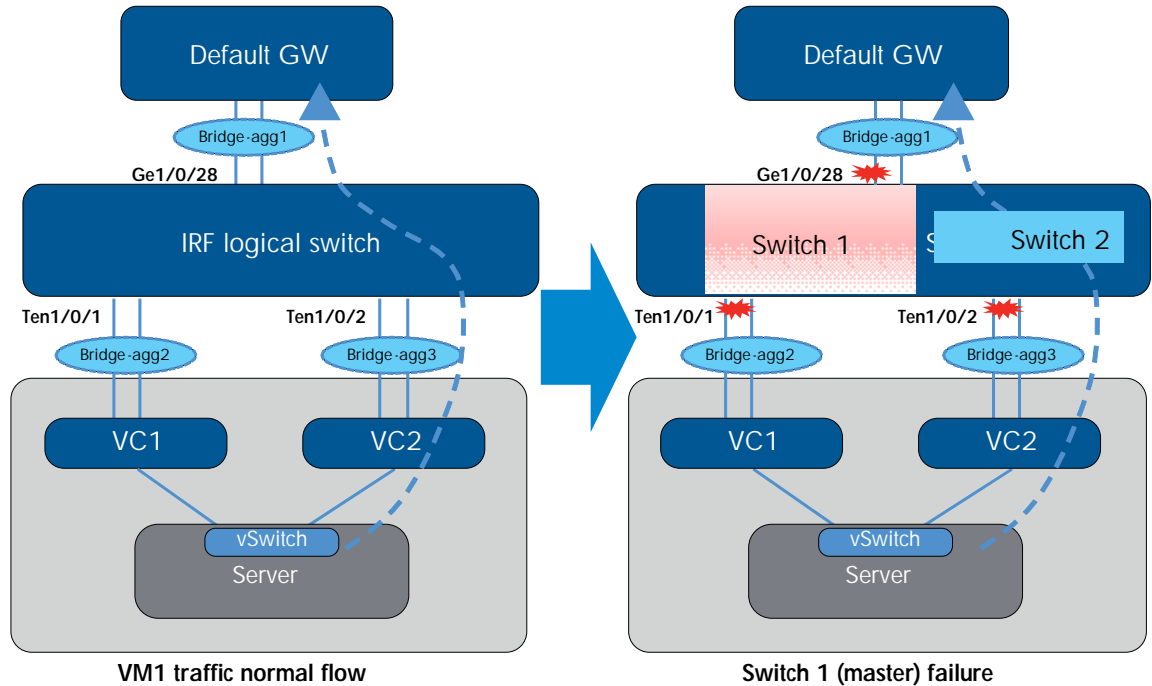 Default GW
Bridge-agg1
Ge1/0/28
IRF logical switch
Ten1/0/1
Ten1/0/2
Bridge-agg2
Bridge-agg3
VC1
VC2
vSwitch
Server
VM1 traffic normal flow
Default GW
Bridge-agg1
Ge1/0/28
Switch 1
S
Switch 2
Ten1/0/1
Ten1/0/2
Bridge-agg2
Bridge-agg3
VC1
VC2
vSwitch
Server
Switch 1 (master) failure